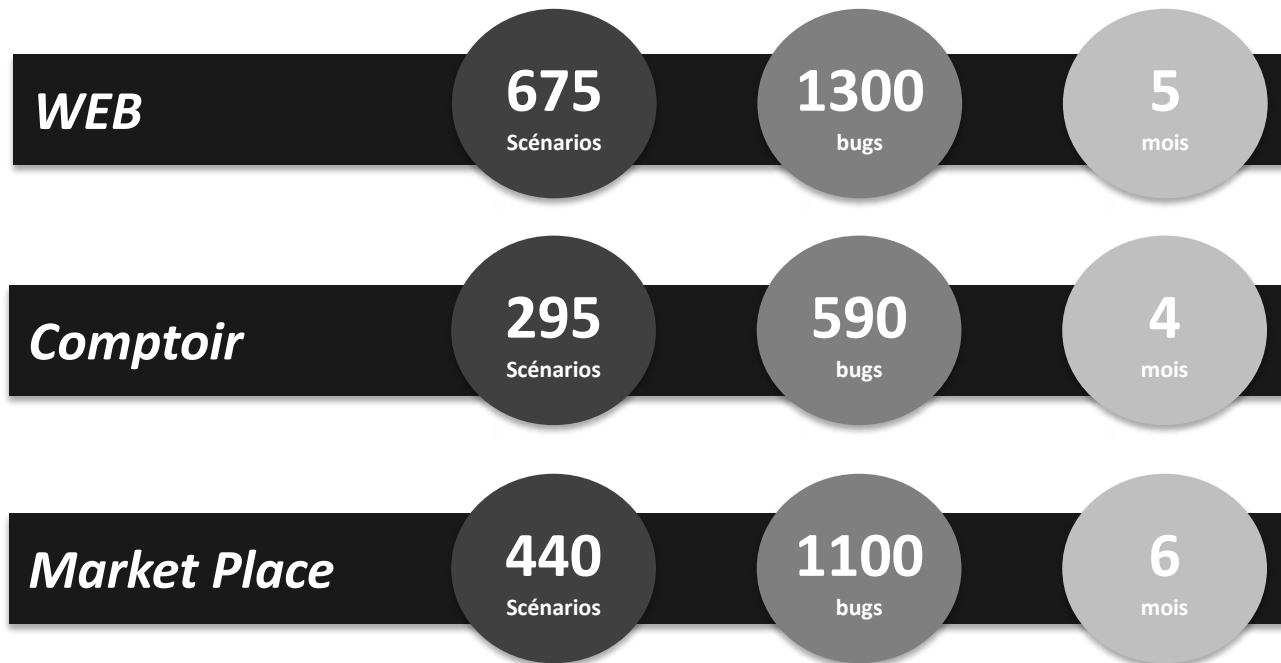 WEB
675
Scénarios
1300
bugs
5
mois
Comptoir
295
Scénarios
590
bugs
4
mois
Market Place
440
Scénarios
1100
bugs
6
mois